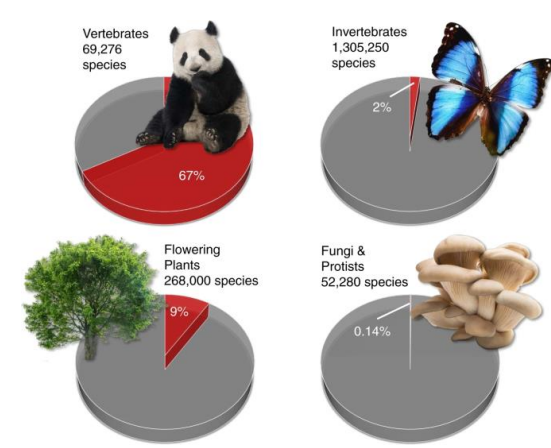 Vertebrates
69,276
species
67%
Invertebrates
1,305,250
species
2%
Flowering
Plants
268,000 species
9%
Fungi &
Protists
52,280 species
0.14%